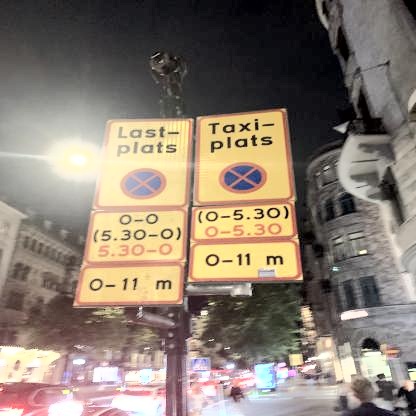 Last-
plats
0-0
(5.30-0)
5.30-0
0-11 m
Taxi-
plats
(0-5.30)
0-5.30
0-11 m